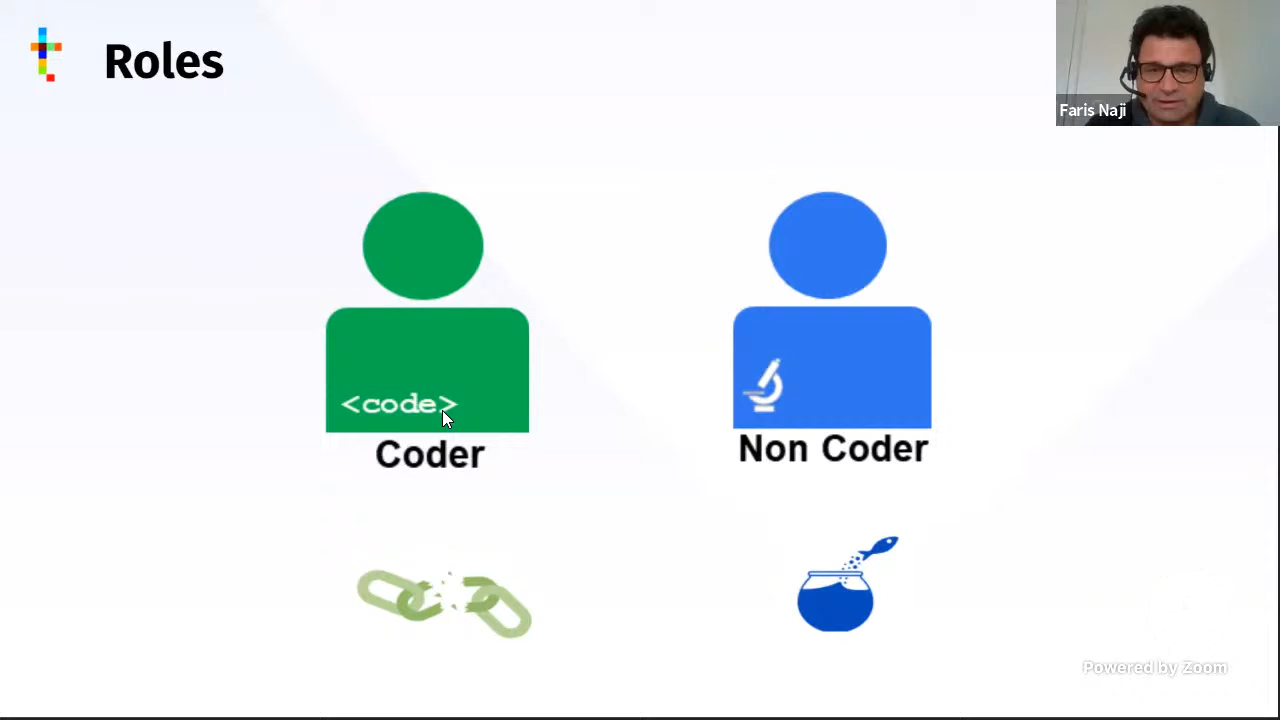 Roles
Faris Naji
<code>
Coder
Non Coder
Powered by Zoom